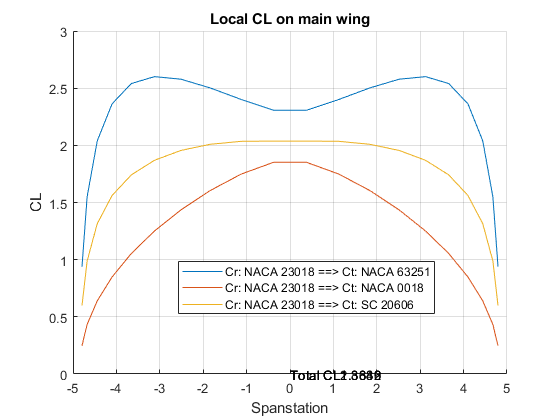 Local CL on main wing
3
2.5
2
1.5
1
0.5
0
CL
Cr: NACA 23018 ==> Ct: NACA 63251
Cr: NACA 23018 ==> Ct: NACA 0018
Cr: NACA 23018 ==> Ct: SC 20606
Total CL
-5 -4 -3 -2 -1 0 1 2 3 4 5
Spanstation